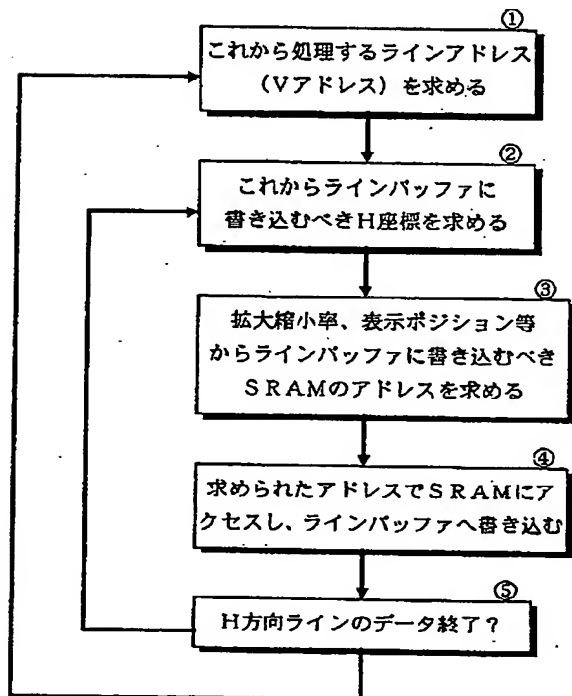 ①
これから処理するラインアドレス
(Vアドレス)を求める
②
これからラインバッファに
書き込むべきH座標を求める
③
拡大縮小率、表示ポジション等
からラインバッファに書き込むべき
SRAMのアドレスを求める
④
求められたアドレスでSRAMにア
クセスし、ラインバッファへ書き込む
⑤
H方向ラインのデータ終了?